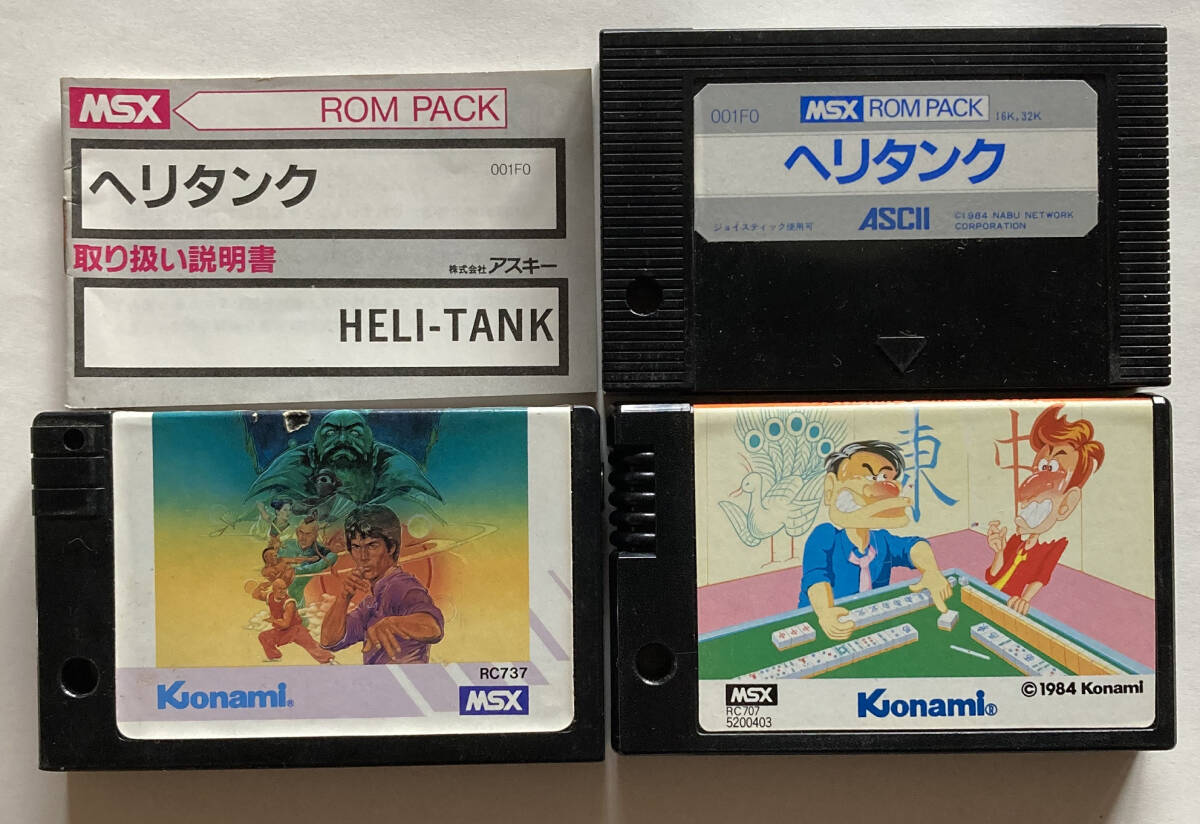 MSX ROM PACK
ヘリタンク
001F0
取り扱い説明書
株式会社アスキー
HELI-TANK
001F0 MSX ROM PACK 16K, 32K
ヘリタンク
ジョイスティック使用可 ASCII ©1984 NABU NETWORK
CORPORATION
RC737
Konami® MSX
東 中
MSX
RC707
5200403
Konami®
©1984 Konami